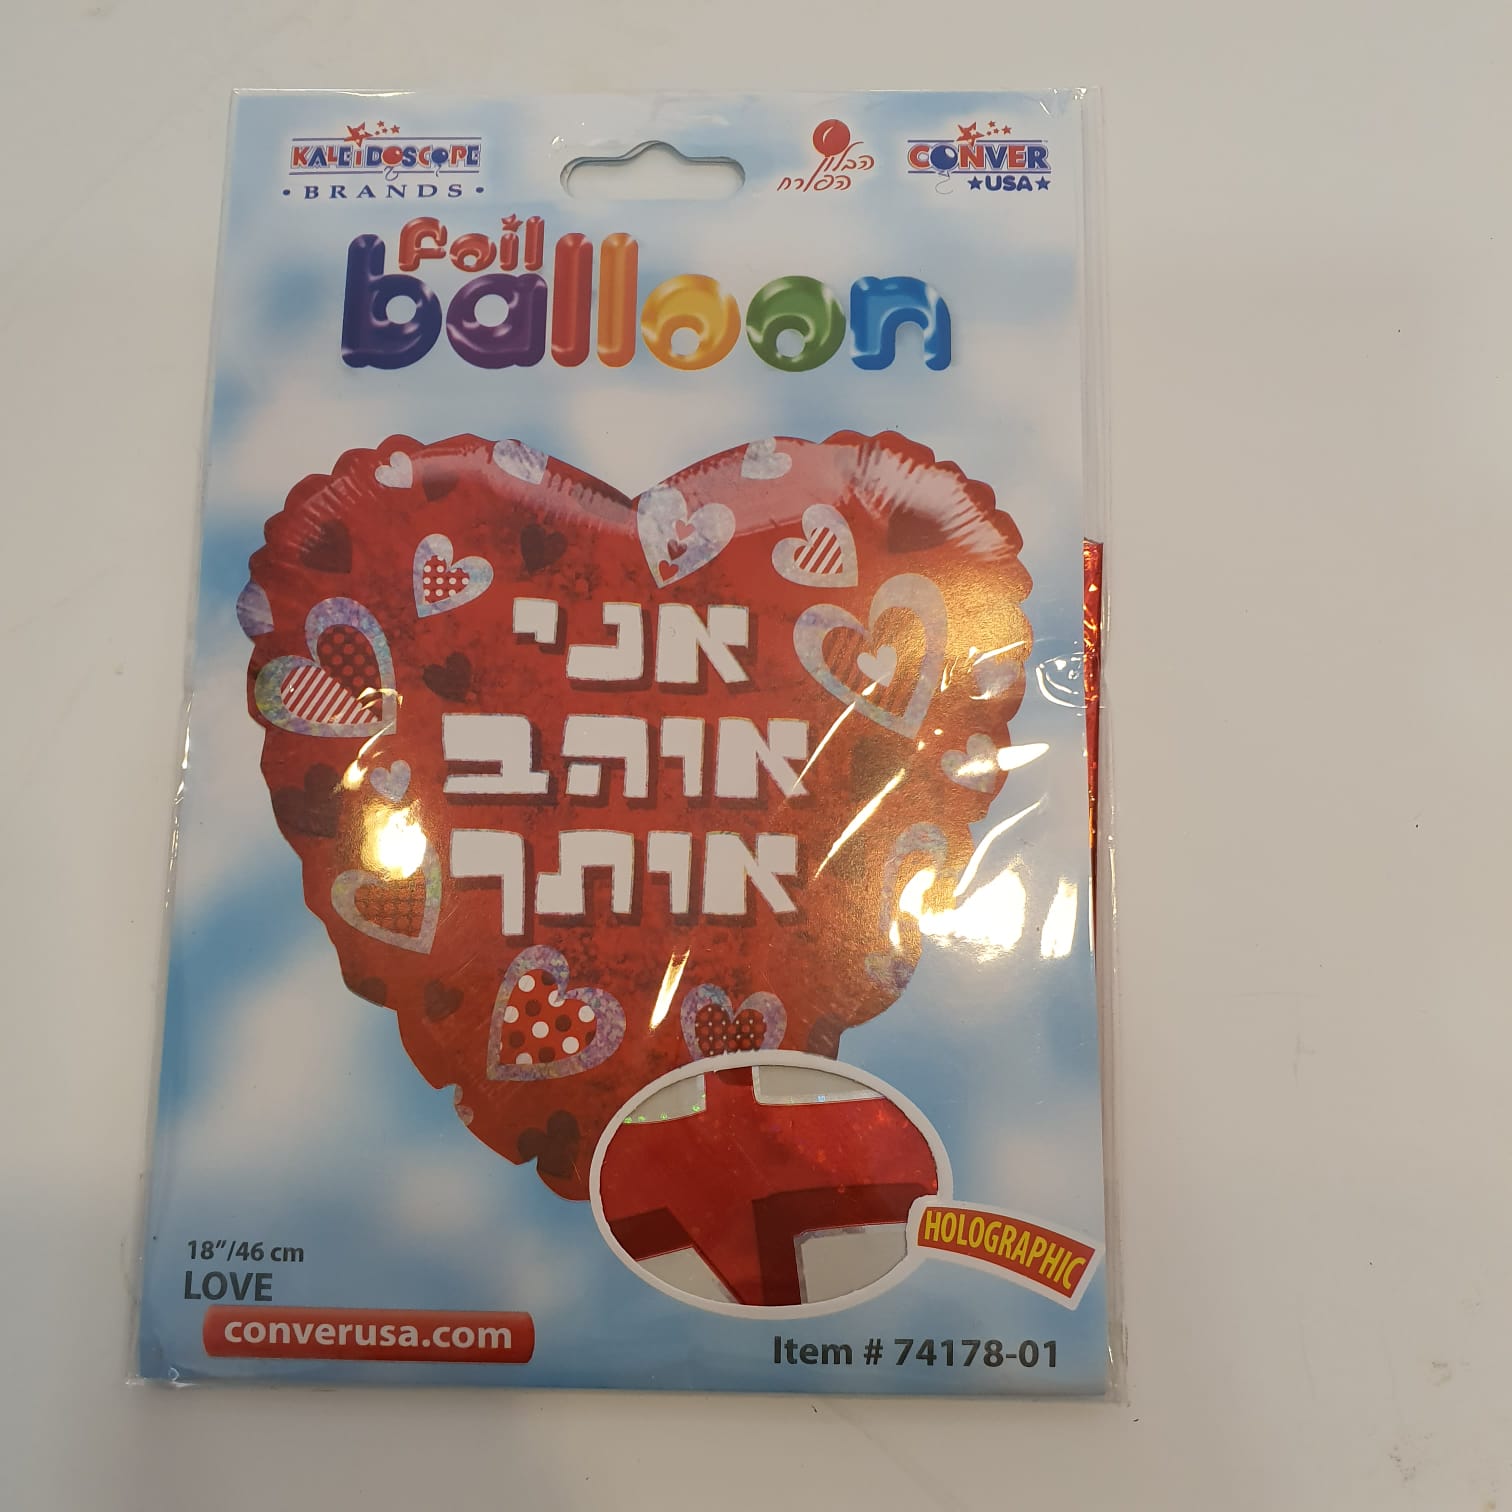 KALEIDOSCOPE
• BRANDS •
הבלון
הפורח
CONVER
USA
foil
balloon
אני
אוהב
אותך
HOLOGRAPHIC
18"/46 cm
LOVE
converusa.com
Item # 74178-01